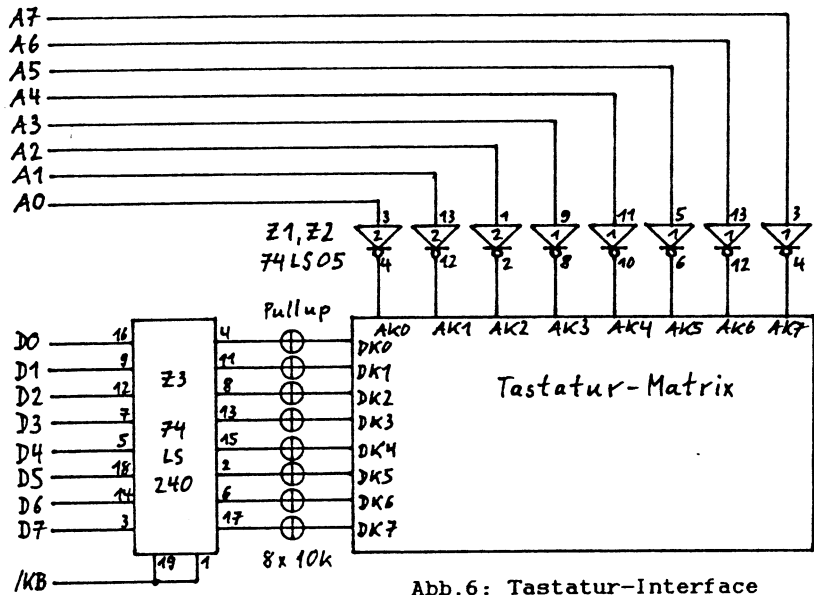 A7
A6
A5
A4
A3
A2
A1
A0
3 13 1 9 11 5 13 3
Z1, Z2
74LS05
2 2 2 1 1 1 1 1
4 12 2 8 10 6 12 4
Pullup
AK0 AK1 AK2 AK3 AK4 AK5 AK6 AK7
D0 16 4 DK0
D1 9 11 DK1
D2 12 8 DK2
D3 7 13 DK3
D4 5 15 DK4
D5 18 2 DK5
D6 14 6 DK6
D7 3 17 DK7
Z3
74
LS
240
Tastatur-Matrix
19 1
8x10k
/KB
Abb.6: Tastatur-Interface